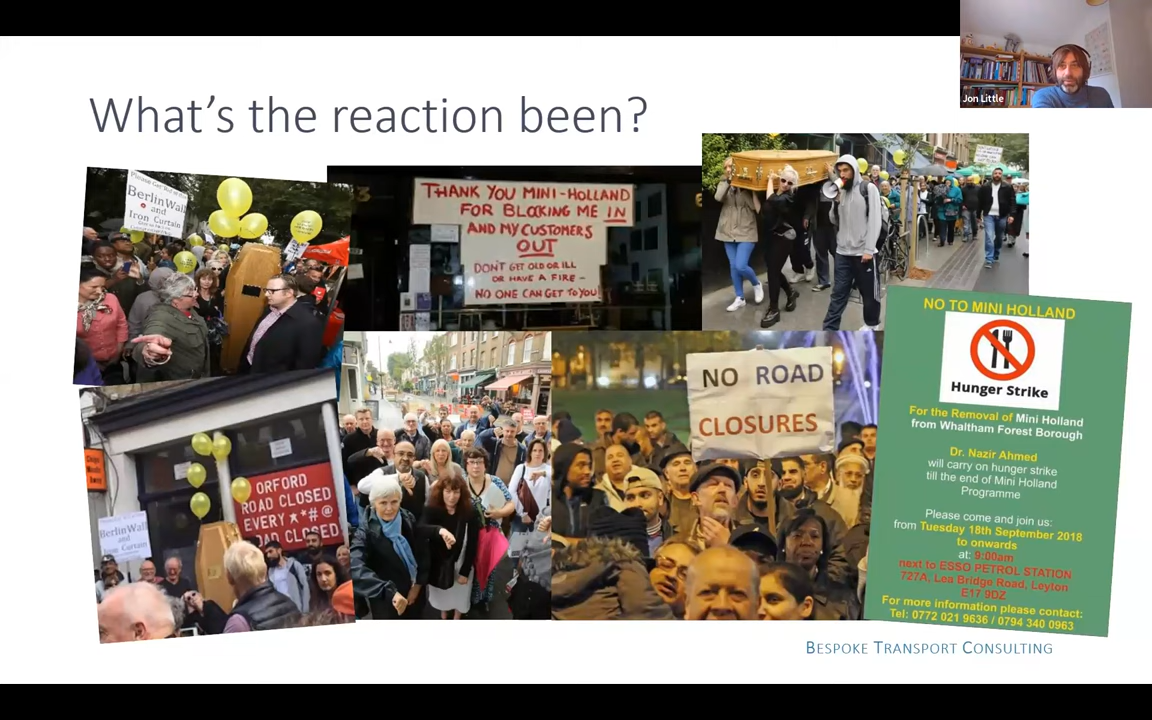 Jon Little
What's the reaction been?
Please Get Rid of
Berlin Wall
and
Iron Curtain
THANK YOU MINI-HOLLAND
FOR BLOCKING ME IN
AND MY CUSTOMERS
OUT
DON'T GET OLD OR ILL
OR HAVE A FIRE -
NO ONE CAN GET TO YOU!
NO TO MINI HOLLAND
Hunger Strike
For the Removal of Mini Holland
from Whaltham Forest Borough
Dr. Nazir Ahmed
will carry on hunger strike
till the end of Mini Holland
Programme
Please come and join us:
from Tuesday 18th September 2018
to onwards
at: 9:00am
next to ESSO PETROL STATION
727A, Lea Bridge Road, Leyton
E17 9DZ
For more information please contact:
Tel: 0772 021 9636 / 0794 340 0963
ORFORD
ROAD CLOSED
EVERY **#@
ROAD CLOSED
Berlin Wall
and
Iron Curtain
NO ROAD
CLOSURES
BESPOKE TRANSPORT CONSULTING